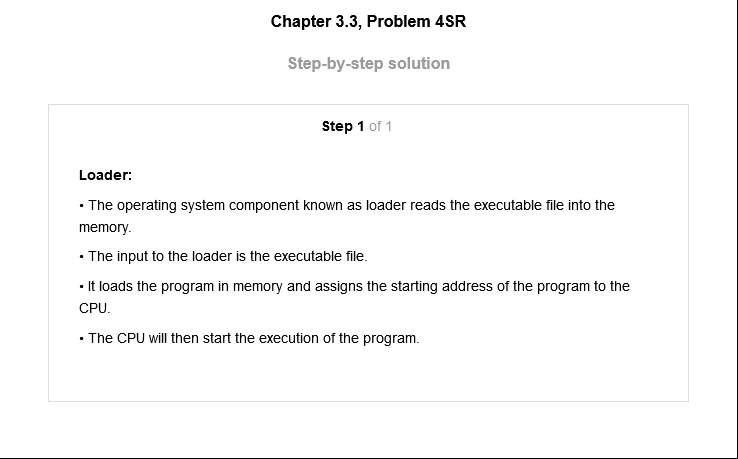 Chapter 3.3, Problem 4SR
Step-by-step solution
Step 1 of 1
Loader:
• The operating system component known as loader reads the executable file into the
memory.
• The input to the loader is the executable file.
• It loads the program in memory and assigns the starting address of the program to the
CPU.
• The CPU will then start the execution of the program.